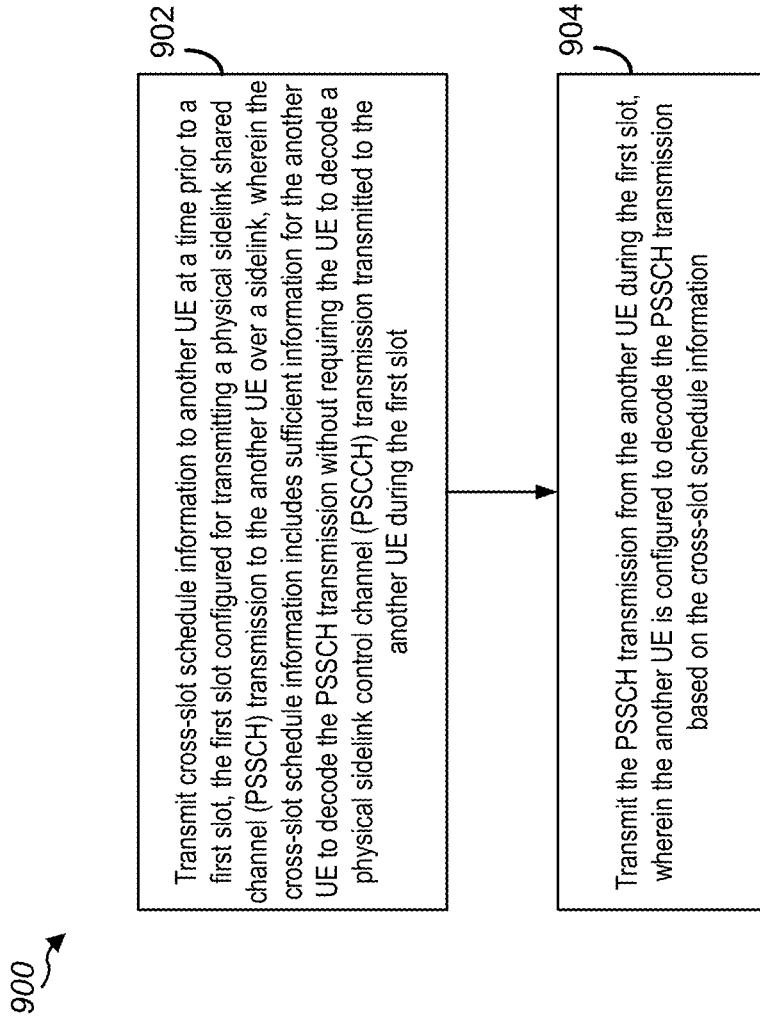 900
902
Transmit cross-slot schedule information to another UE at a time prior to a
first slot, the first slot configured for transmitting a physical sidelink shared
channel (PSSCH) transmission to the another UE over a sidelink, wherein the
cross-slot schedule information includes sufficient information for the another
UE to decode the PSSCH transmission without requiring the UE to decode a
physical sidelink control channel (PSCCH) transmission transmitted to the
another UE during the first slot
904
Transmit the PSSCH transmission from the another UE during the first slot,
wherein the another UE is configured to decode the PSSCH transmission
based on the cross-slot schedule information